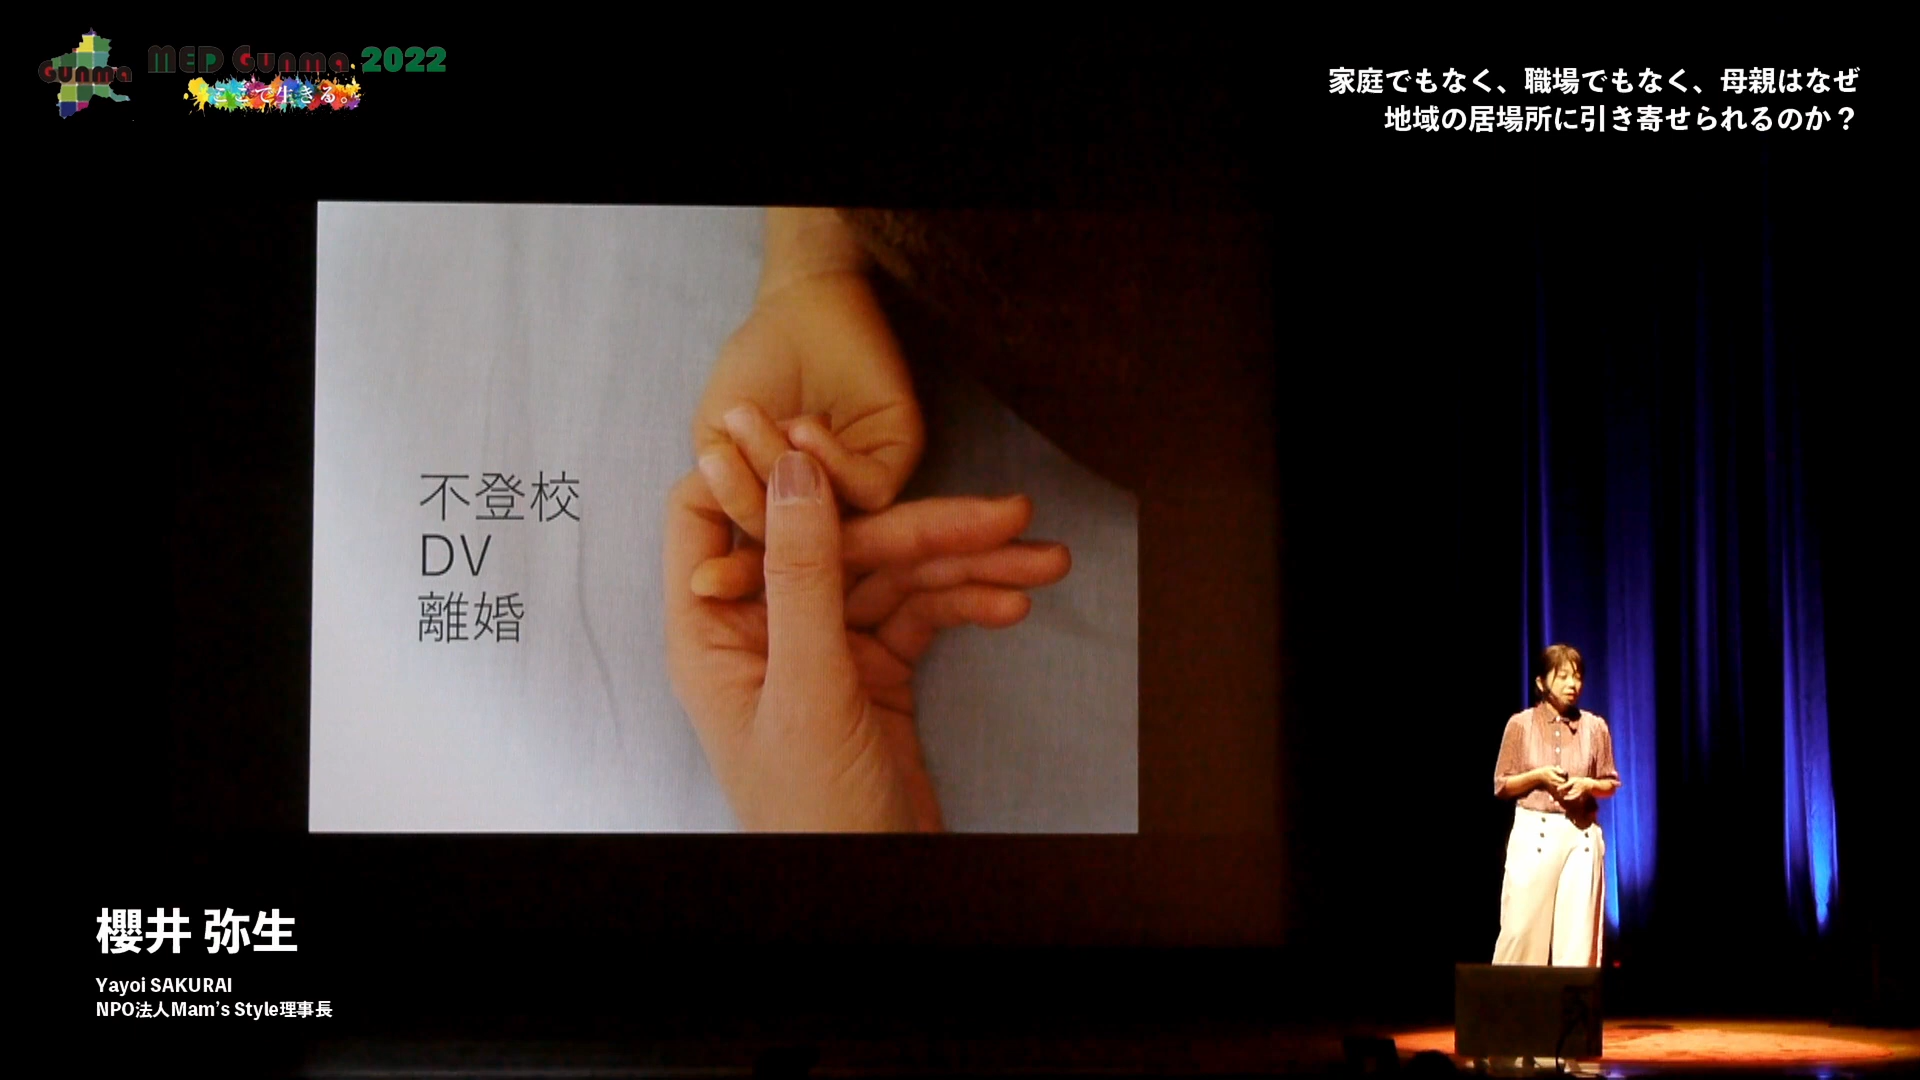 Gunma
MED Gunma 2022
ここで生きる。
家庭でもなく、職場でもなく、母親はなぜ
地域の居場所に引き寄せられるのか？
不登校
DV
離婚
櫻井 弥生
Yayoi SAKURAI
NPO法人Mam's Style理事長